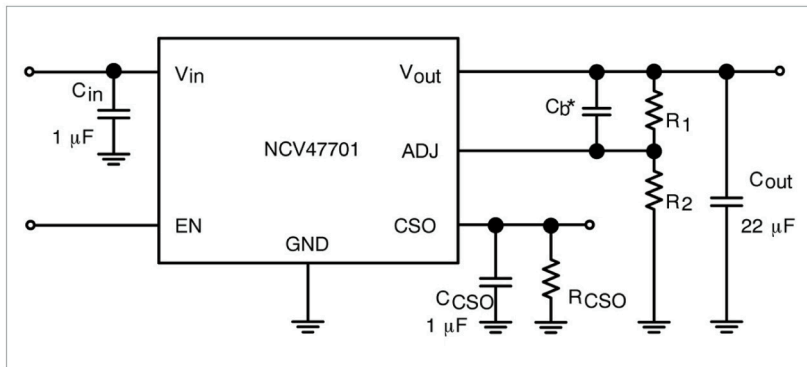 Vin
Vout
Cin
1 μF
Cb*
R1
NCV47701
ADJ
R2
Cout
22 μF
EN
CSO
GND
CCSO
1 μF
RCSO